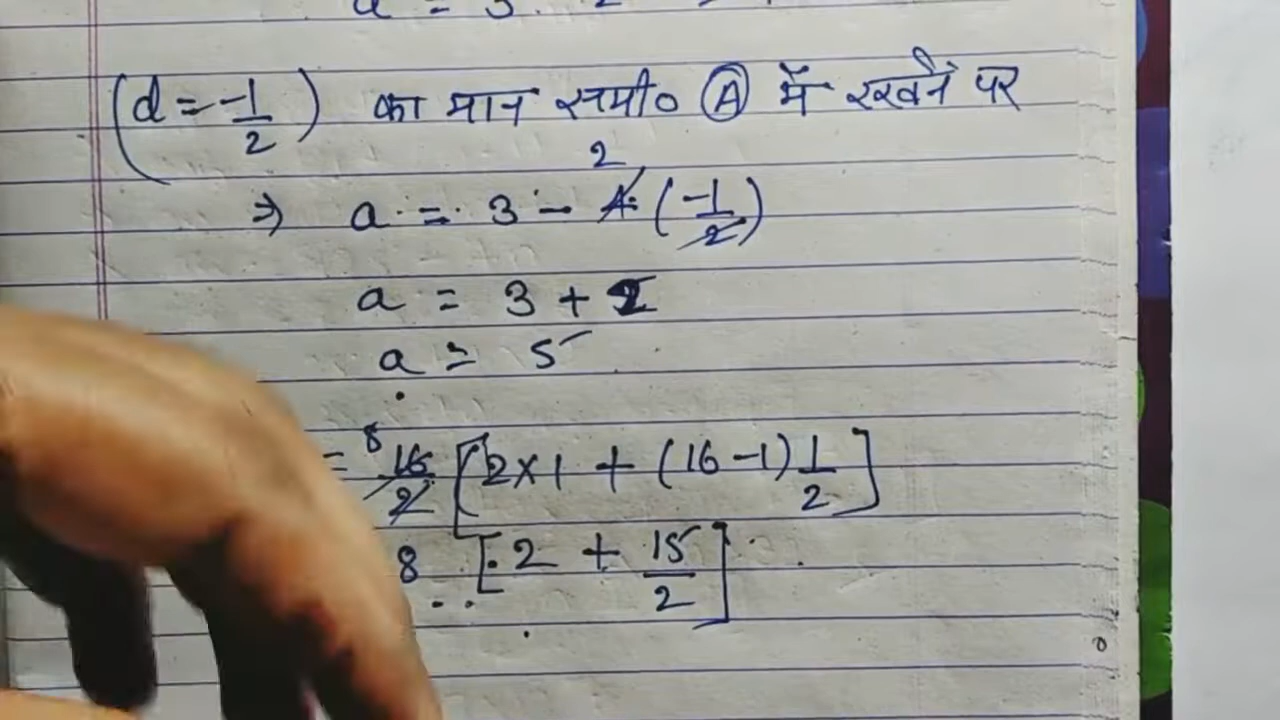 a = 3
(d = -1/2) का मान समी० Ⓐ में रखने पर
⇒ a = 3 - 4 (-1/2) 2
a = 3 + 2
a = 5
= 16/2 8 [2×1 + (16-1) 1/2]
8 [2 + 15/2]